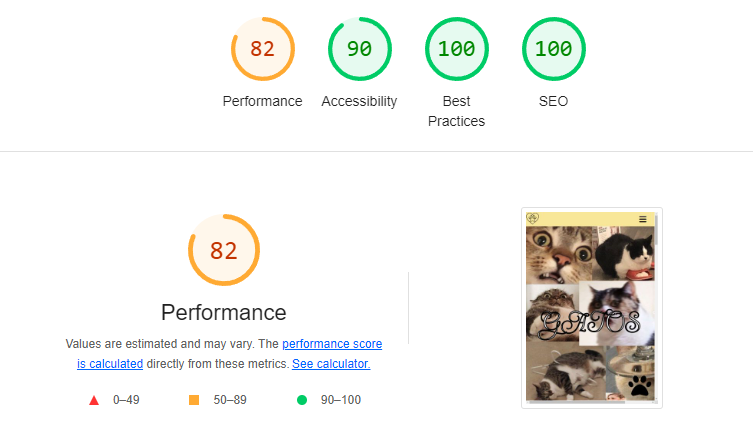 82
90
100
100
Performance
Accessibility
Best
Practices
SEO
82
Performance
Values are estimated and may vary. The performance score
is calculated directly from these metrics. See calculator.
0–49
50–89
90–100
GATOS